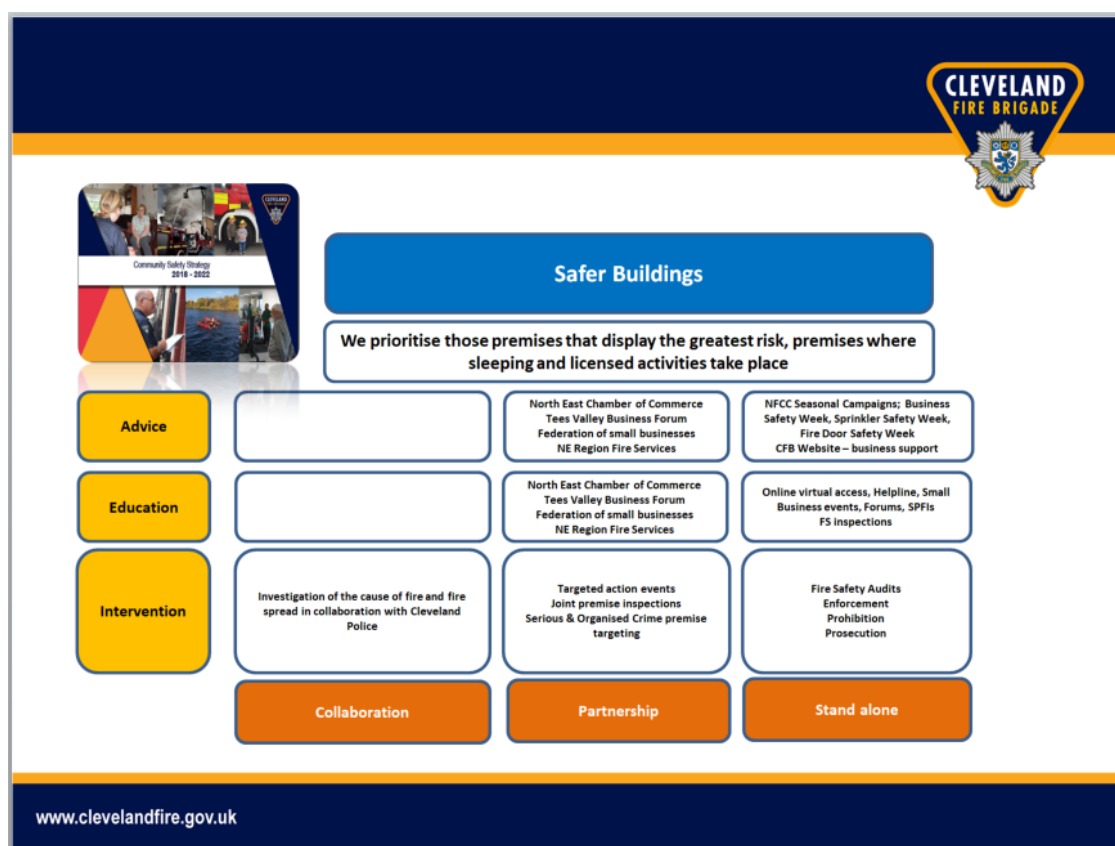 CLEVELAND
FIRE BRIGADE
CLEVELAND
FIRE BRIGADE
Community Safety Strategy
2018 - 2022
Safer Buildings
We prioritise those premises that display the greatest risk, premises where
sleeping and licensed activities take place
Advice
North East Chamber of Commerce
Tees Valley Business Forum
Federation of small businesses
NE Region Fire Services
NFCC Seasonal Campaigns; Business
Safety Week, Sprinkler Safety Week,
Fire Door Safety Week
CFB Website – business support
Education
North East Chamber of Commerce
Tees Valley Business Forum
Federation of small businesses
NE Region Fire Services
Online virtual access, Helpline, Small
Business events, Forums, SPFIs
FS inspections
Intervention
Investigation of the cause of fire and fire
spread in collaboration with Cleveland
Police
Targeted action events
Joint premise inspections
Serious & Organised Crime premise
targeting
Fire Safety Audits
Enforcement
Prohibition
Prosecution
Collaboration
Partnership
Stand alone
www.clevelandfire.gov.uk